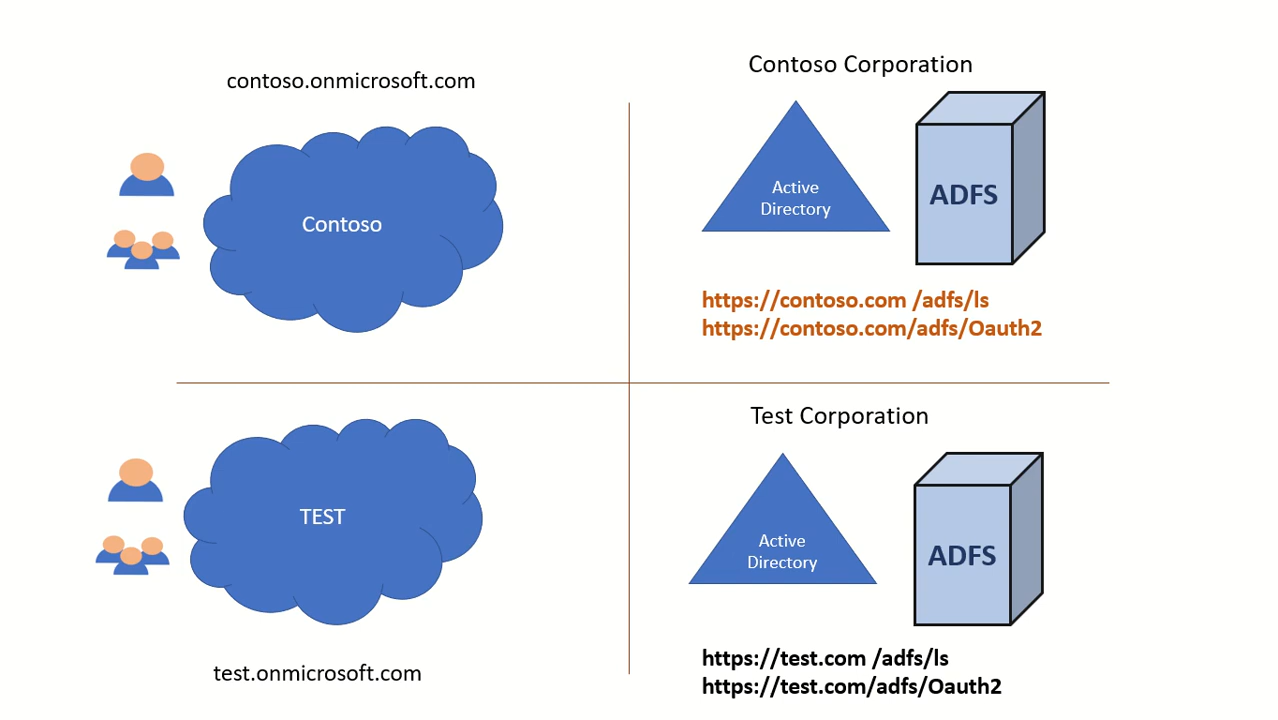 contoso.onmicrosoft.com
Contoso
Contoso Corporation
Active
Directory
ADFS
https://contoso.com /adfs/ls
https://contoso.com/adfs/Oauth2
TEST
test.onmicrosoft.com
Test Corporation
Active
Directory
ADFS
https://test.com /adfs/ls
https://test.com/adfs/Oauth2